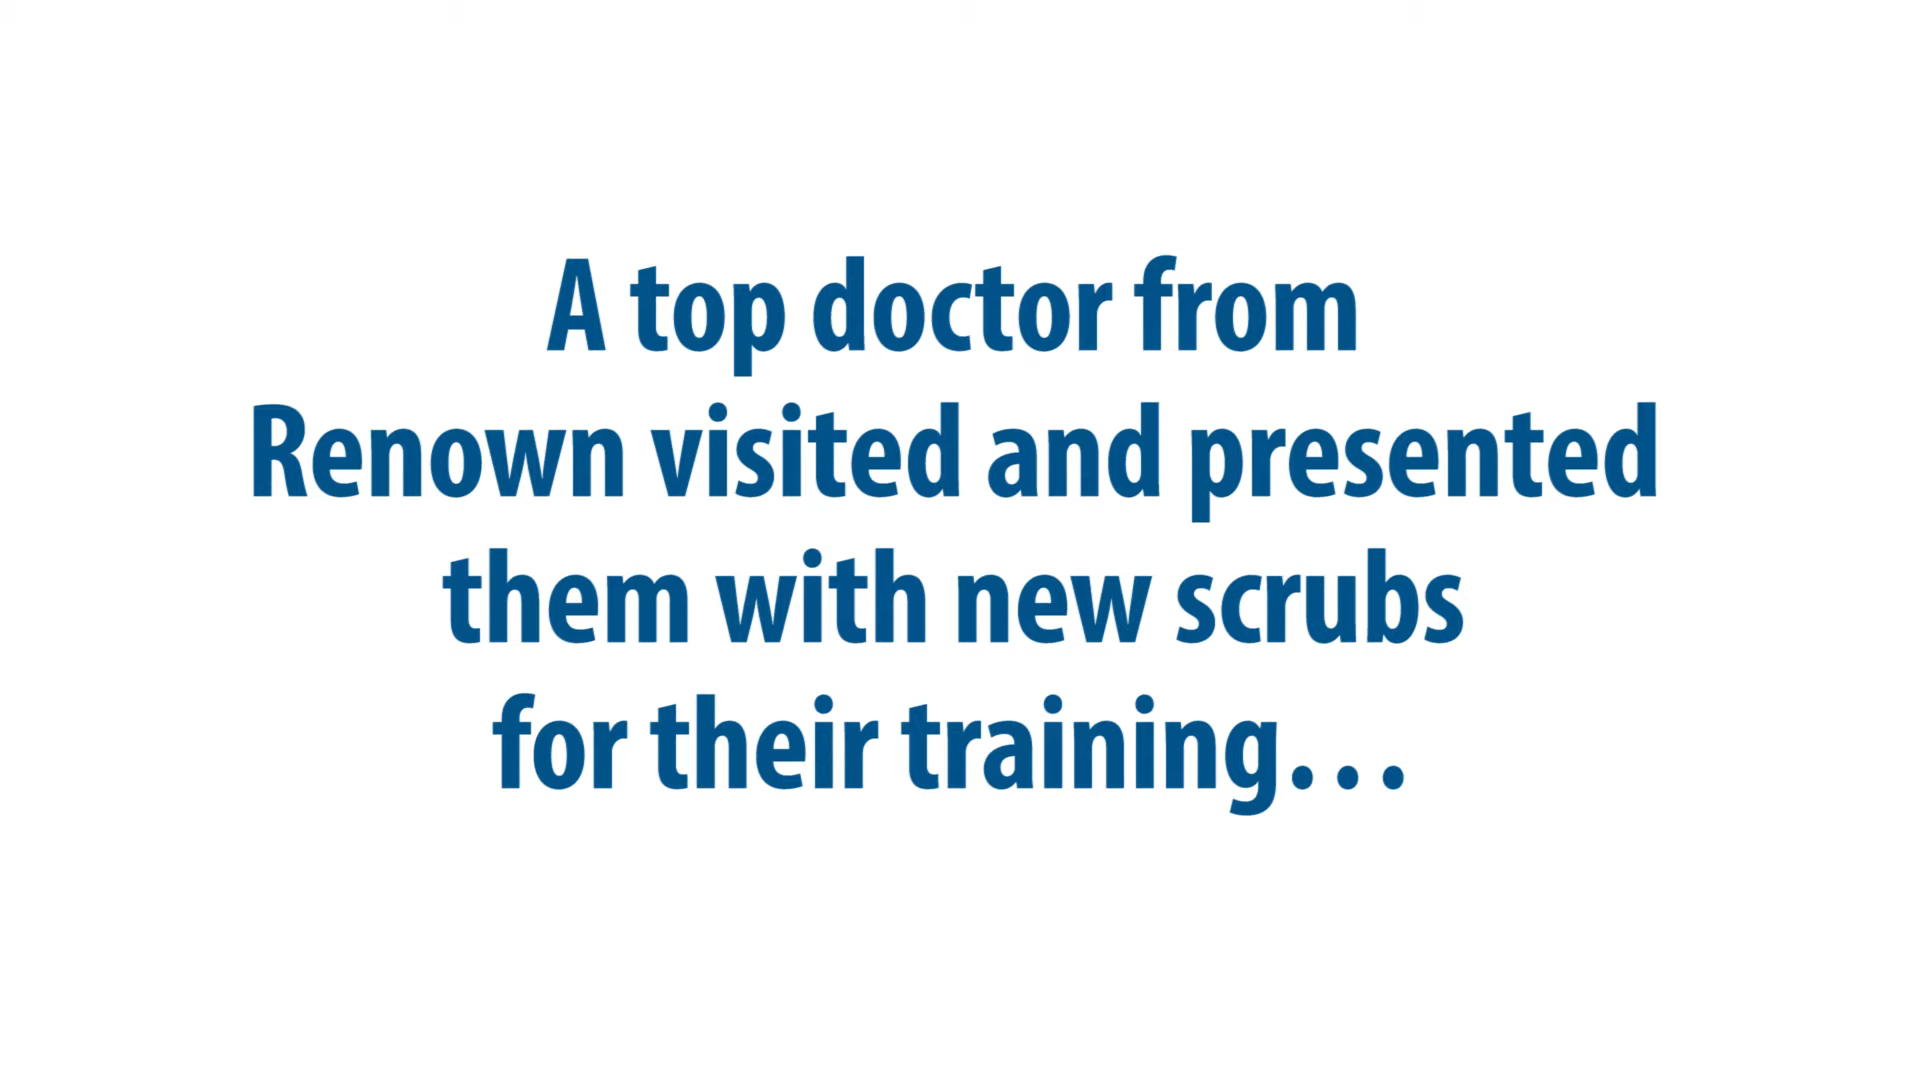 A top doctor from
Renown visited and presented
them with new scrubs
for their training…